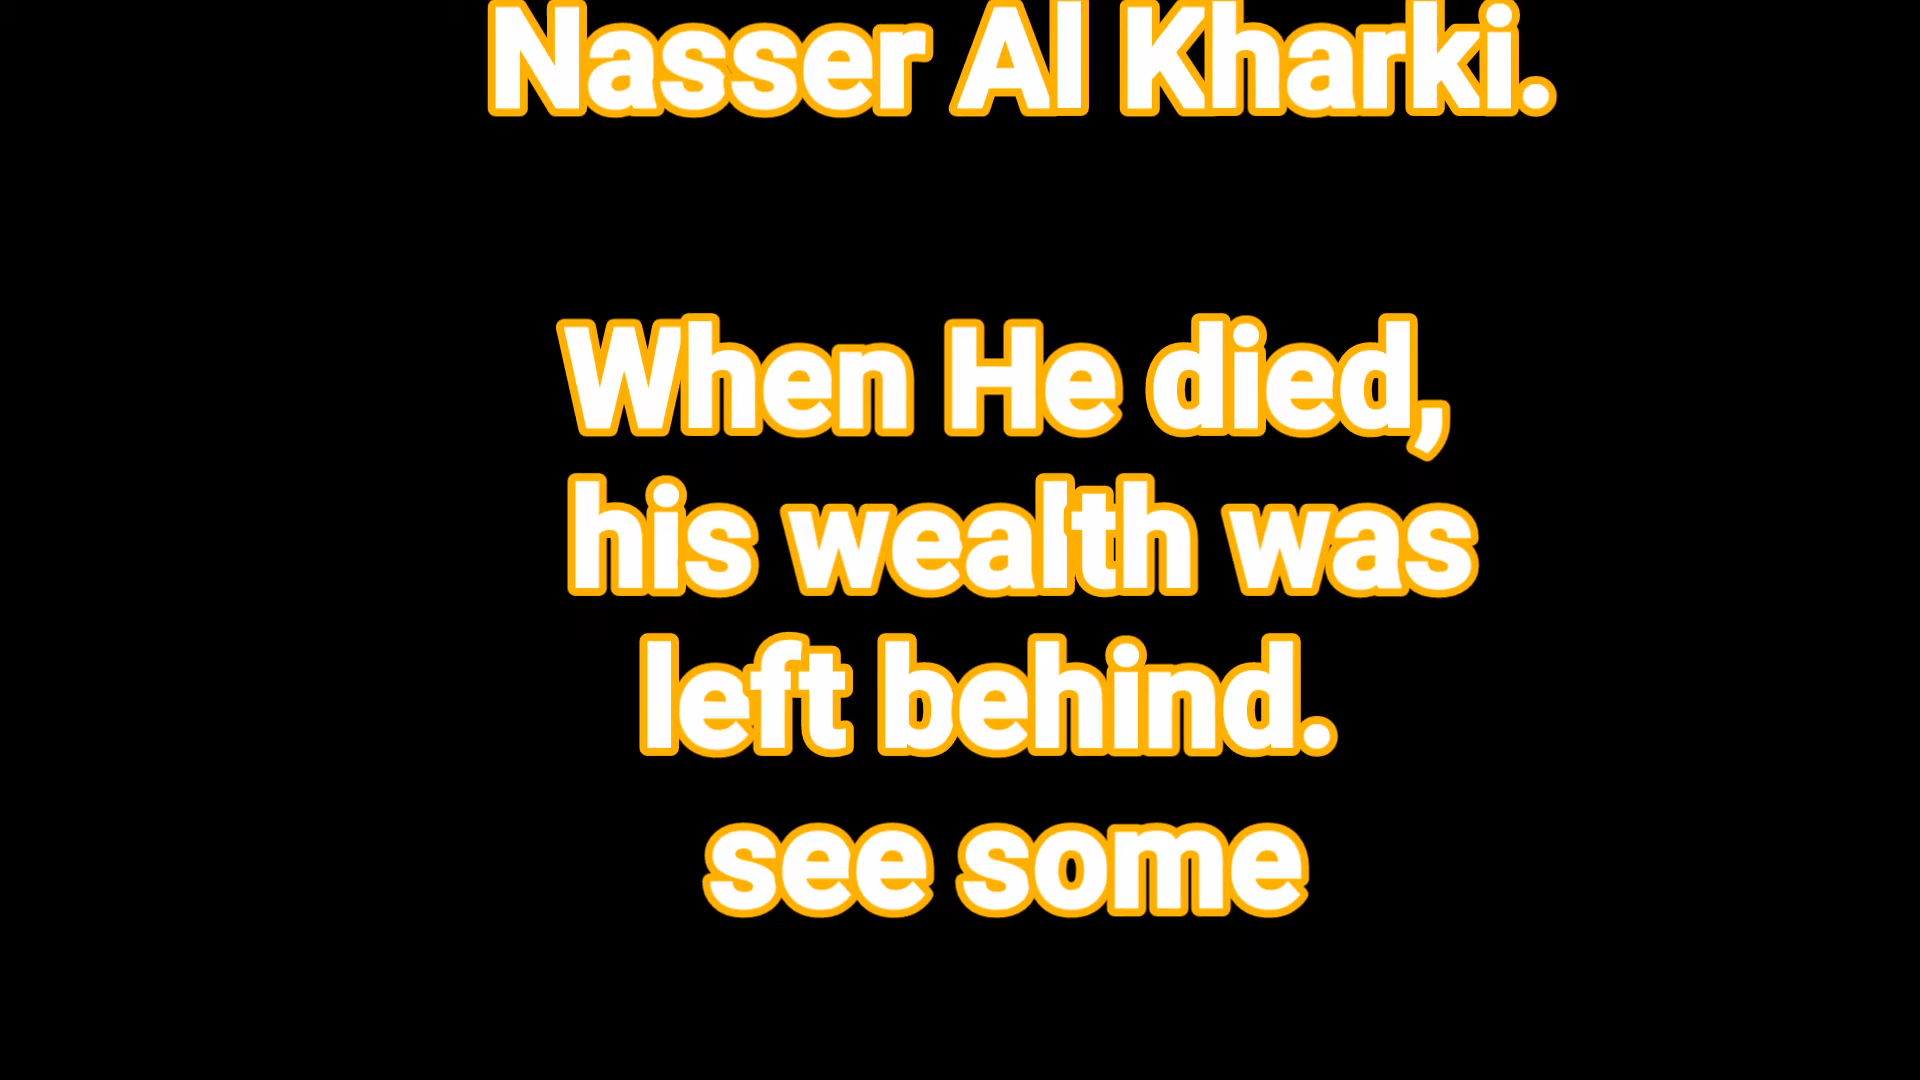 Nasser Al Kharki.
When He died,
his wealth was
left behind.
see some